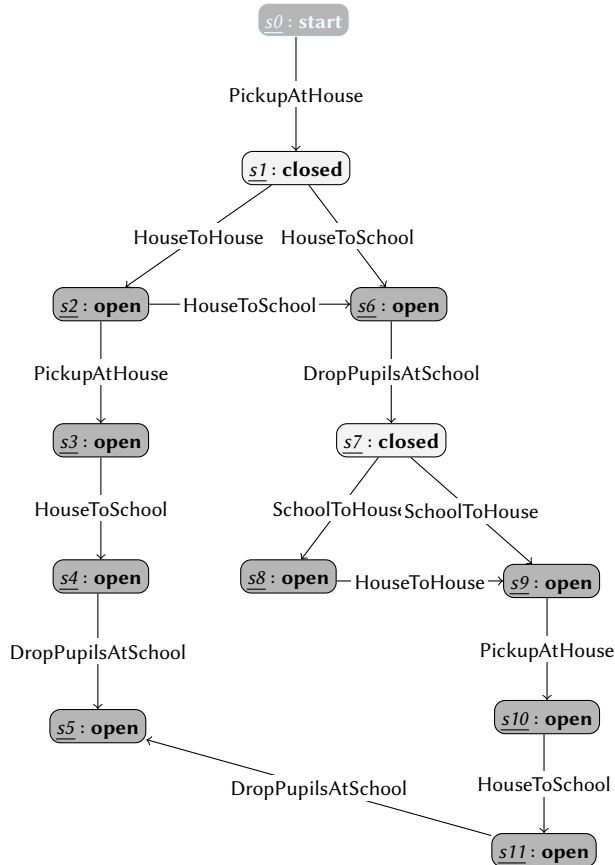 s0 : start
PickupAtHouse
s1 : closed
HouseToHouse HouseToSchool
s2 : open HouseToSchool s6 : open
PickupAtHouse DropPupilsAtSchool
s3 : open s7 : closed
HouseToSchool SchoolToHouse SchoolToHouse
s4 : open s8 : open HouseToHouse s9 : open
DropPupilsAtSchool PickupAtHouse
s5 : open s10 : open
DropPupilsAtSchool HouseToSchool
s11 : open